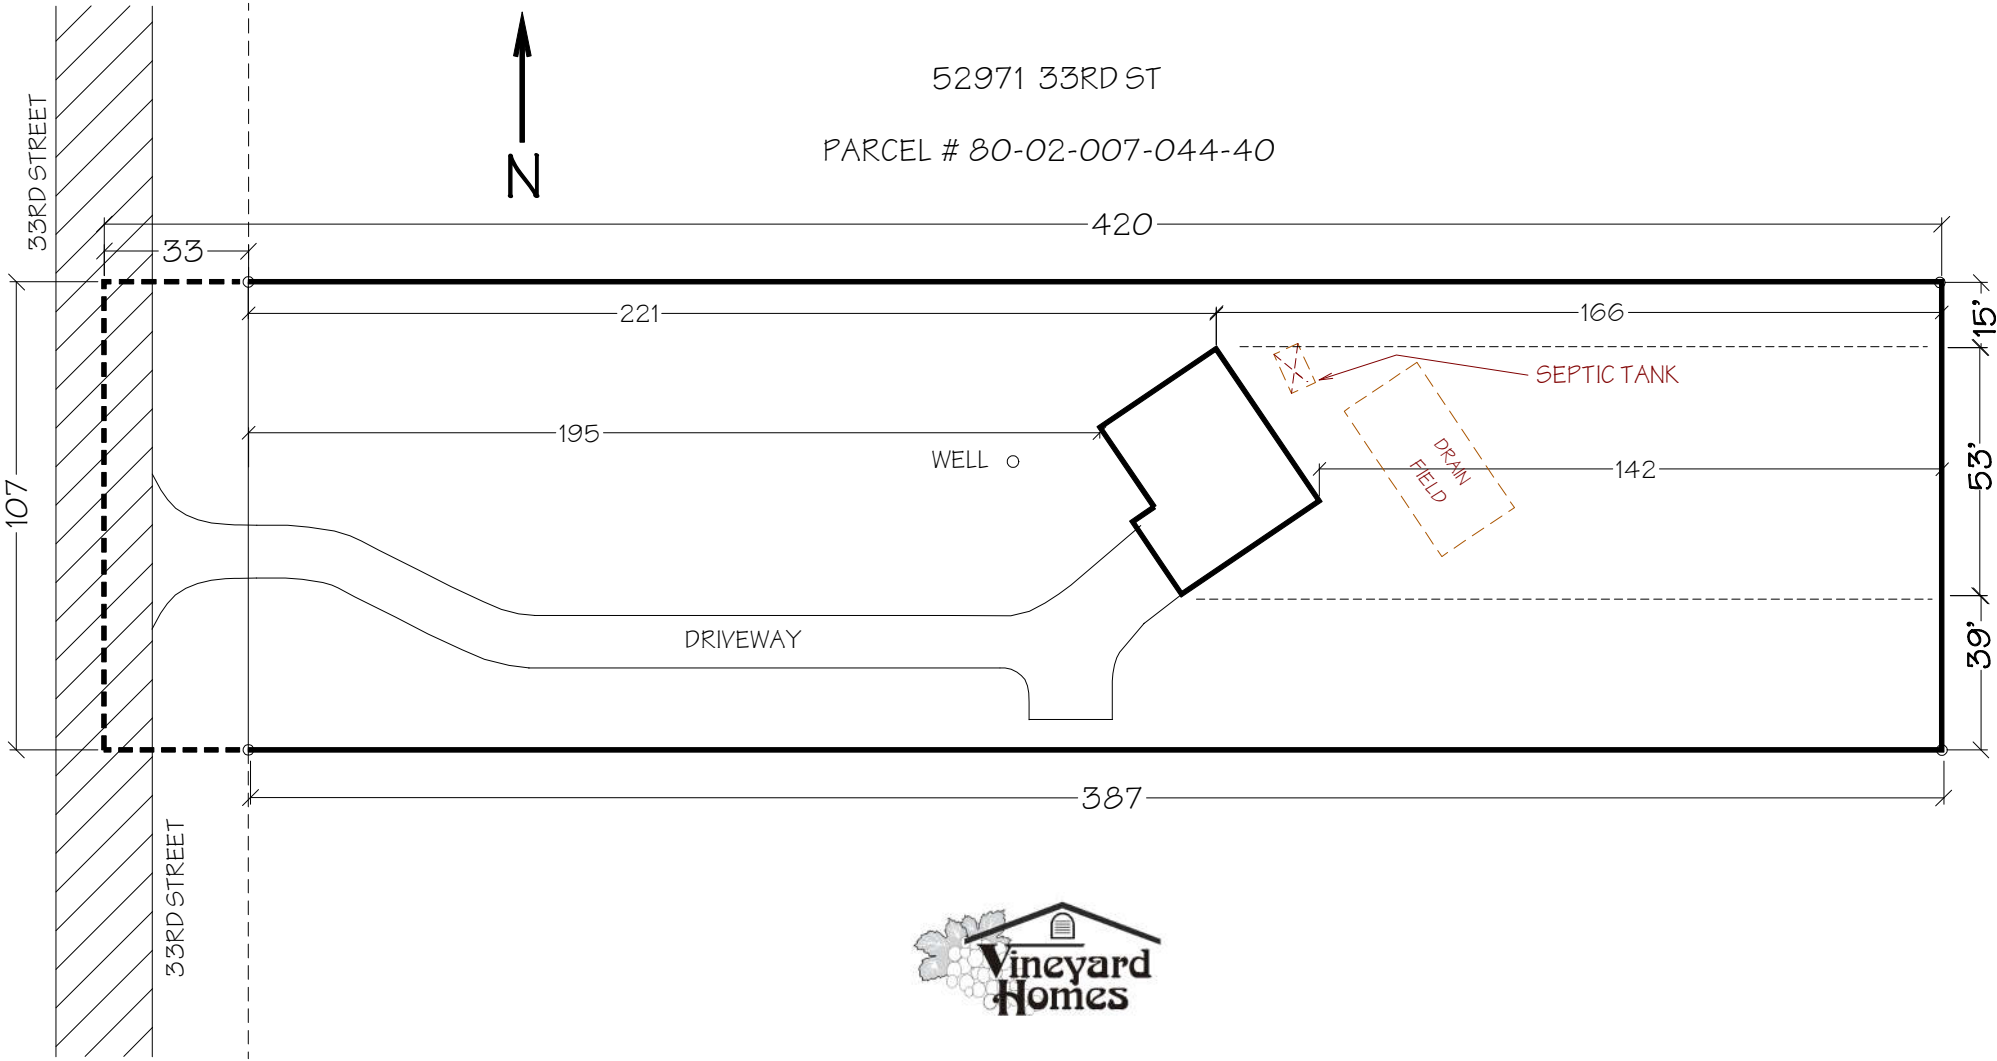 52971 33RD ST
33RD STREET
N
PARCEL # 80-02-007-044-40
420
33
221
166
15'
SEPTIC TANK
195
WELL
DRAIN
FIELD
142
53'
107
DRIVEWAY
39'
387
33RD STREET
Vineyard
Homes